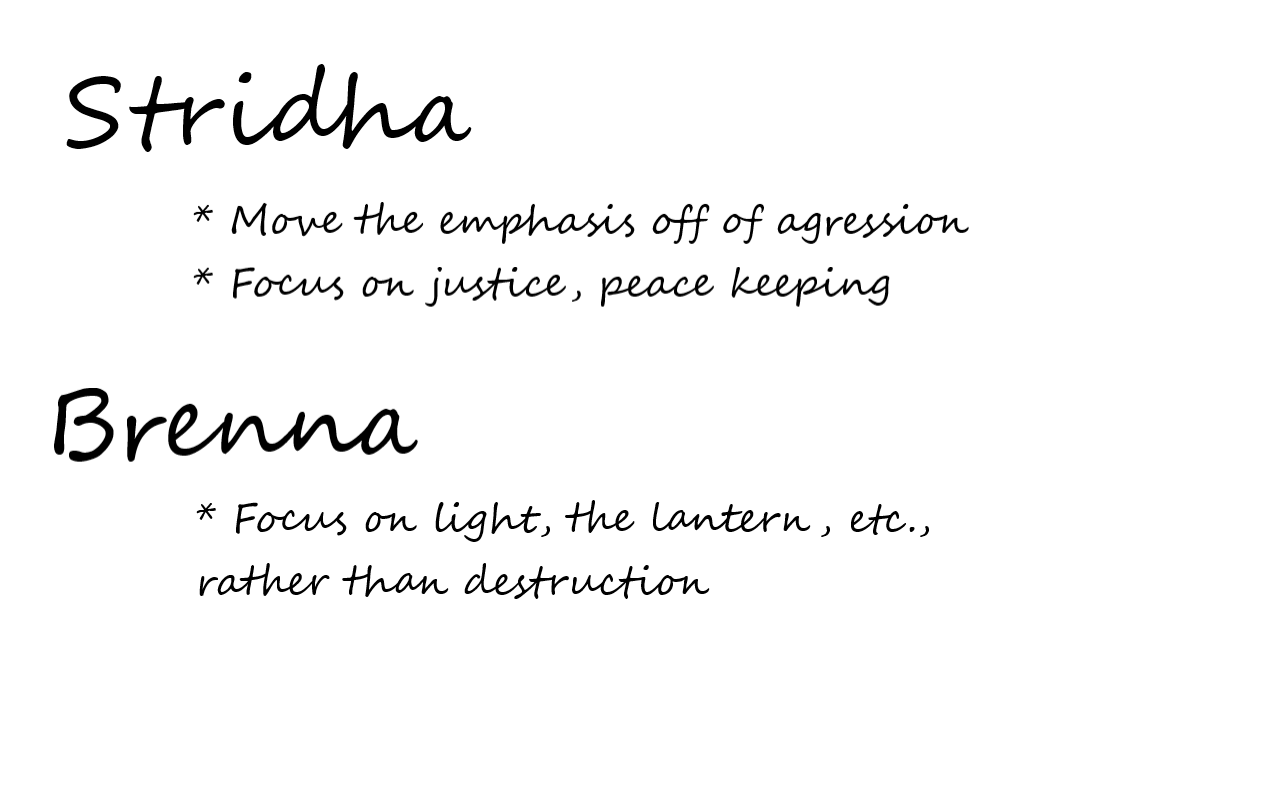 Stridha
* Move the emphasis off of agression
* Focus on justice, peace keeping
Brenna
* Focus on light, the lantern, etc.,
rather than destruction